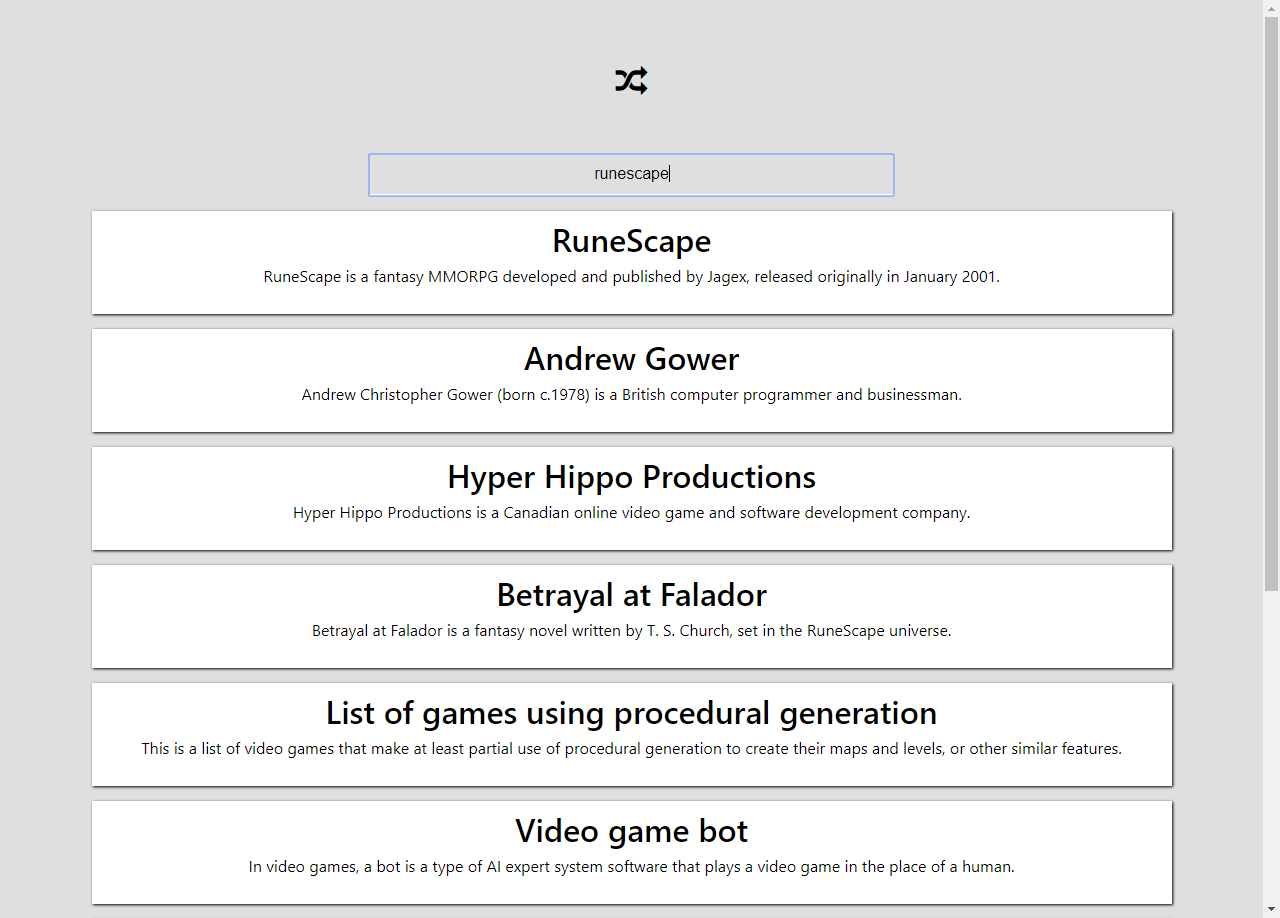 runescape
RuneScape
RuneScape is a fantasy MMORPG developed and published by Jagex, released originally in January 2001.
Andrew Gower
Andrew Christopher Gower (born c.1978) is a British computer programmer and businessman.
Hyper Hippo Productions
Hyper Hippo Productions is a Canadian online video game and software development company.
Betrayal at Falador
Betrayal at Falador is a fantasy novel written by T. S. Church, set in the RuneScape universe.
List of games using procedural generation
This is a list of video games that make at least partial use of procedural generation to create their maps and levels, or other similar features.
Video game bot
In video games, a bot is a type of AI expert system software that plays a video game in the place of a human.